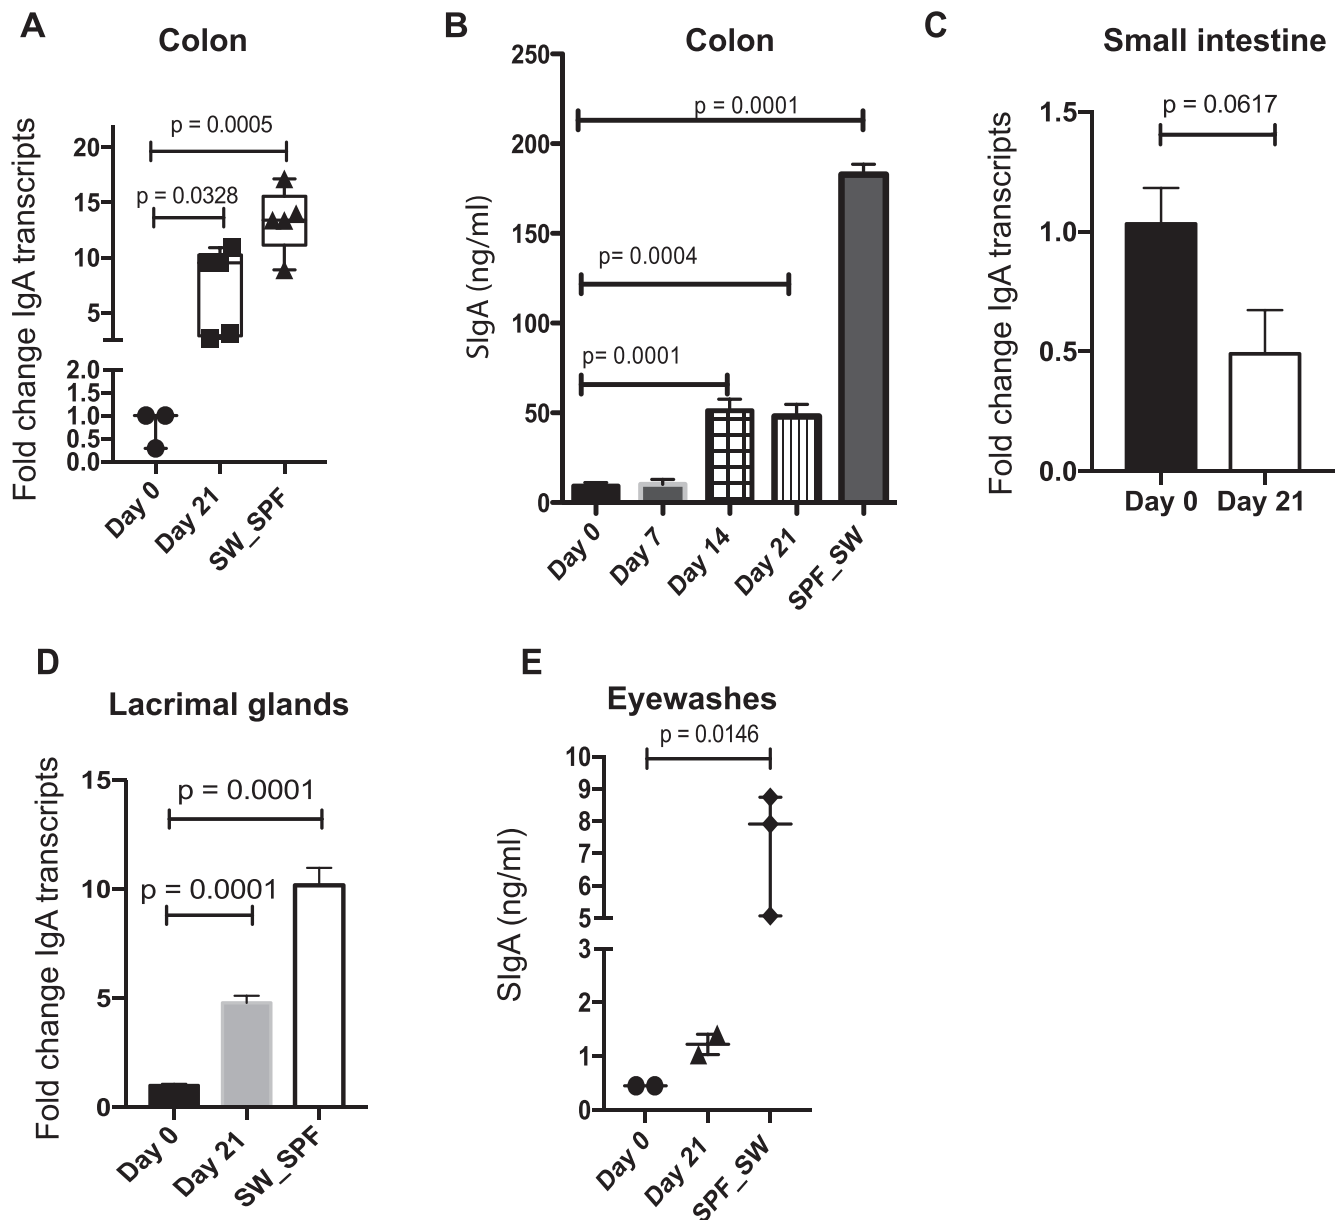 A
Colon
Fold change IgA transcripts
p = 0.0005
p = 0.0328
20
15
10
5
2.0
1.5
1.0
0.5
0.0
Day 0
Day 21
SW_SPF
B
Colon
SIgA (ng/ml)
250
200
150
100
50
0
p = 0.0001
p= 0.0004
p= 0.0001
Day 0
Day 7
Day 14
Day 21
SPF_SW
C
Small intestine
Fold change IgA transcripts
p = 0.0617
1.5
1.0
0.5
0.0
Day 0
Day 21
D
Lacrimal glands
Fold change IgA transcripts
15
10
5
0
p = 0.0001
p = 0.0001
Day 0
Day 21
SW_SPF
E
Eyewashes
SIgA (ng/ml)
p = 0.0146
10
9
8
7
6
5
3
2
1
0
Day 0
Day 21
SPF_SW